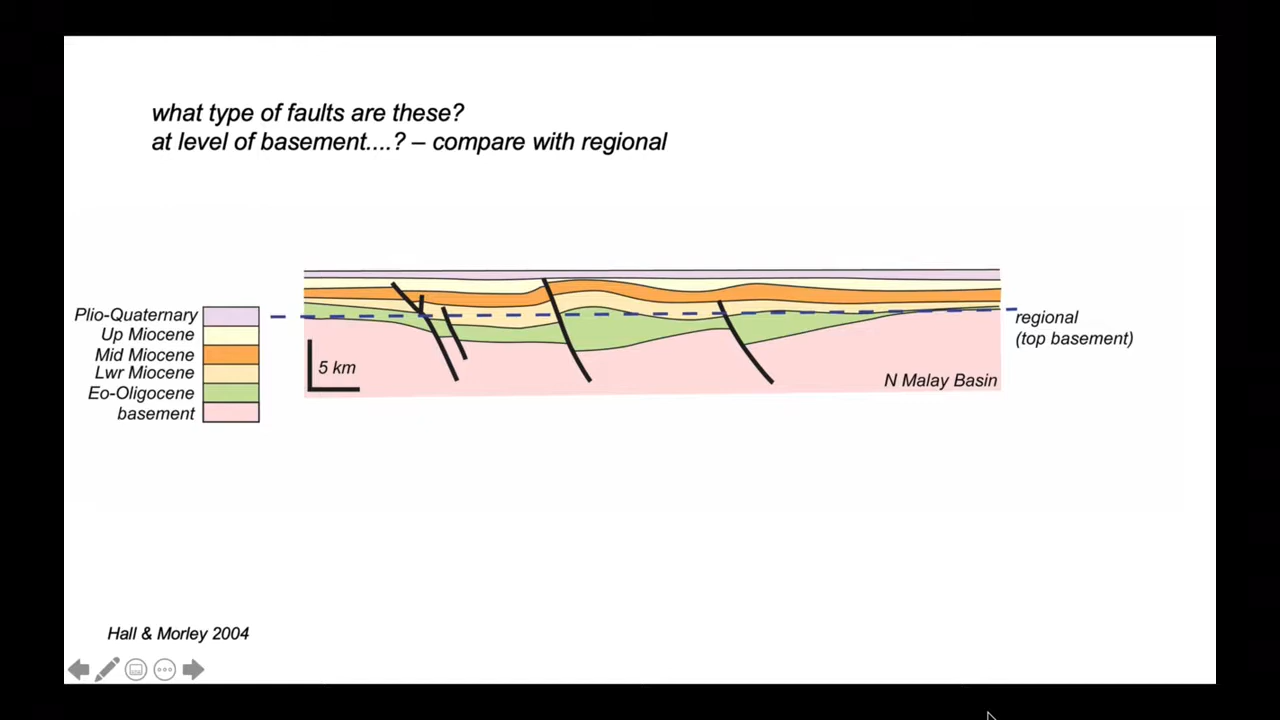 what type of faults are these?
at level of basement....? – compare with regional
Plio-Quaternary
Up Miocene
Mid Miocene
Lwr Miocene
Eo-Oligocene
basement
5 km
regional
(top basement)
N Malay Basin
Hall & Morley 2004